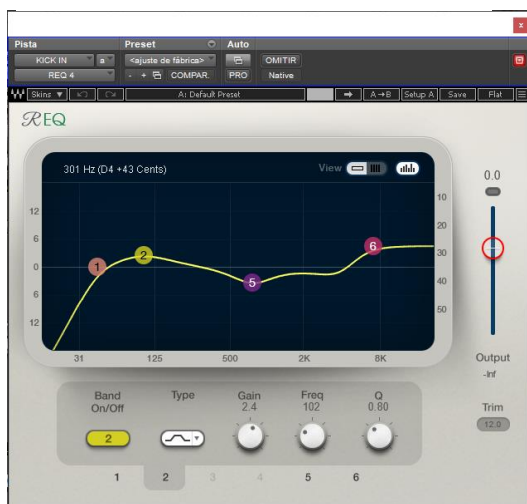 x
Pista Preset Auto
KICK IN a <ajuste de fábrica> OMITIR
REQ 4 - + COMPAR. PRO Native
Skins A: Default Preset A→B Setup A Save Flat
REQ
301 Hz (D4 +43 Cents) View
0.0
10
12 20
6 1 2 6 30
0 5 40
6 50
12
31 125 500 2K 8K
Output
-Inf
Band On/Off Type Gain Freq Q
2.4 102 0.80
2
Trim
12.0
1 2 3 4 5 6